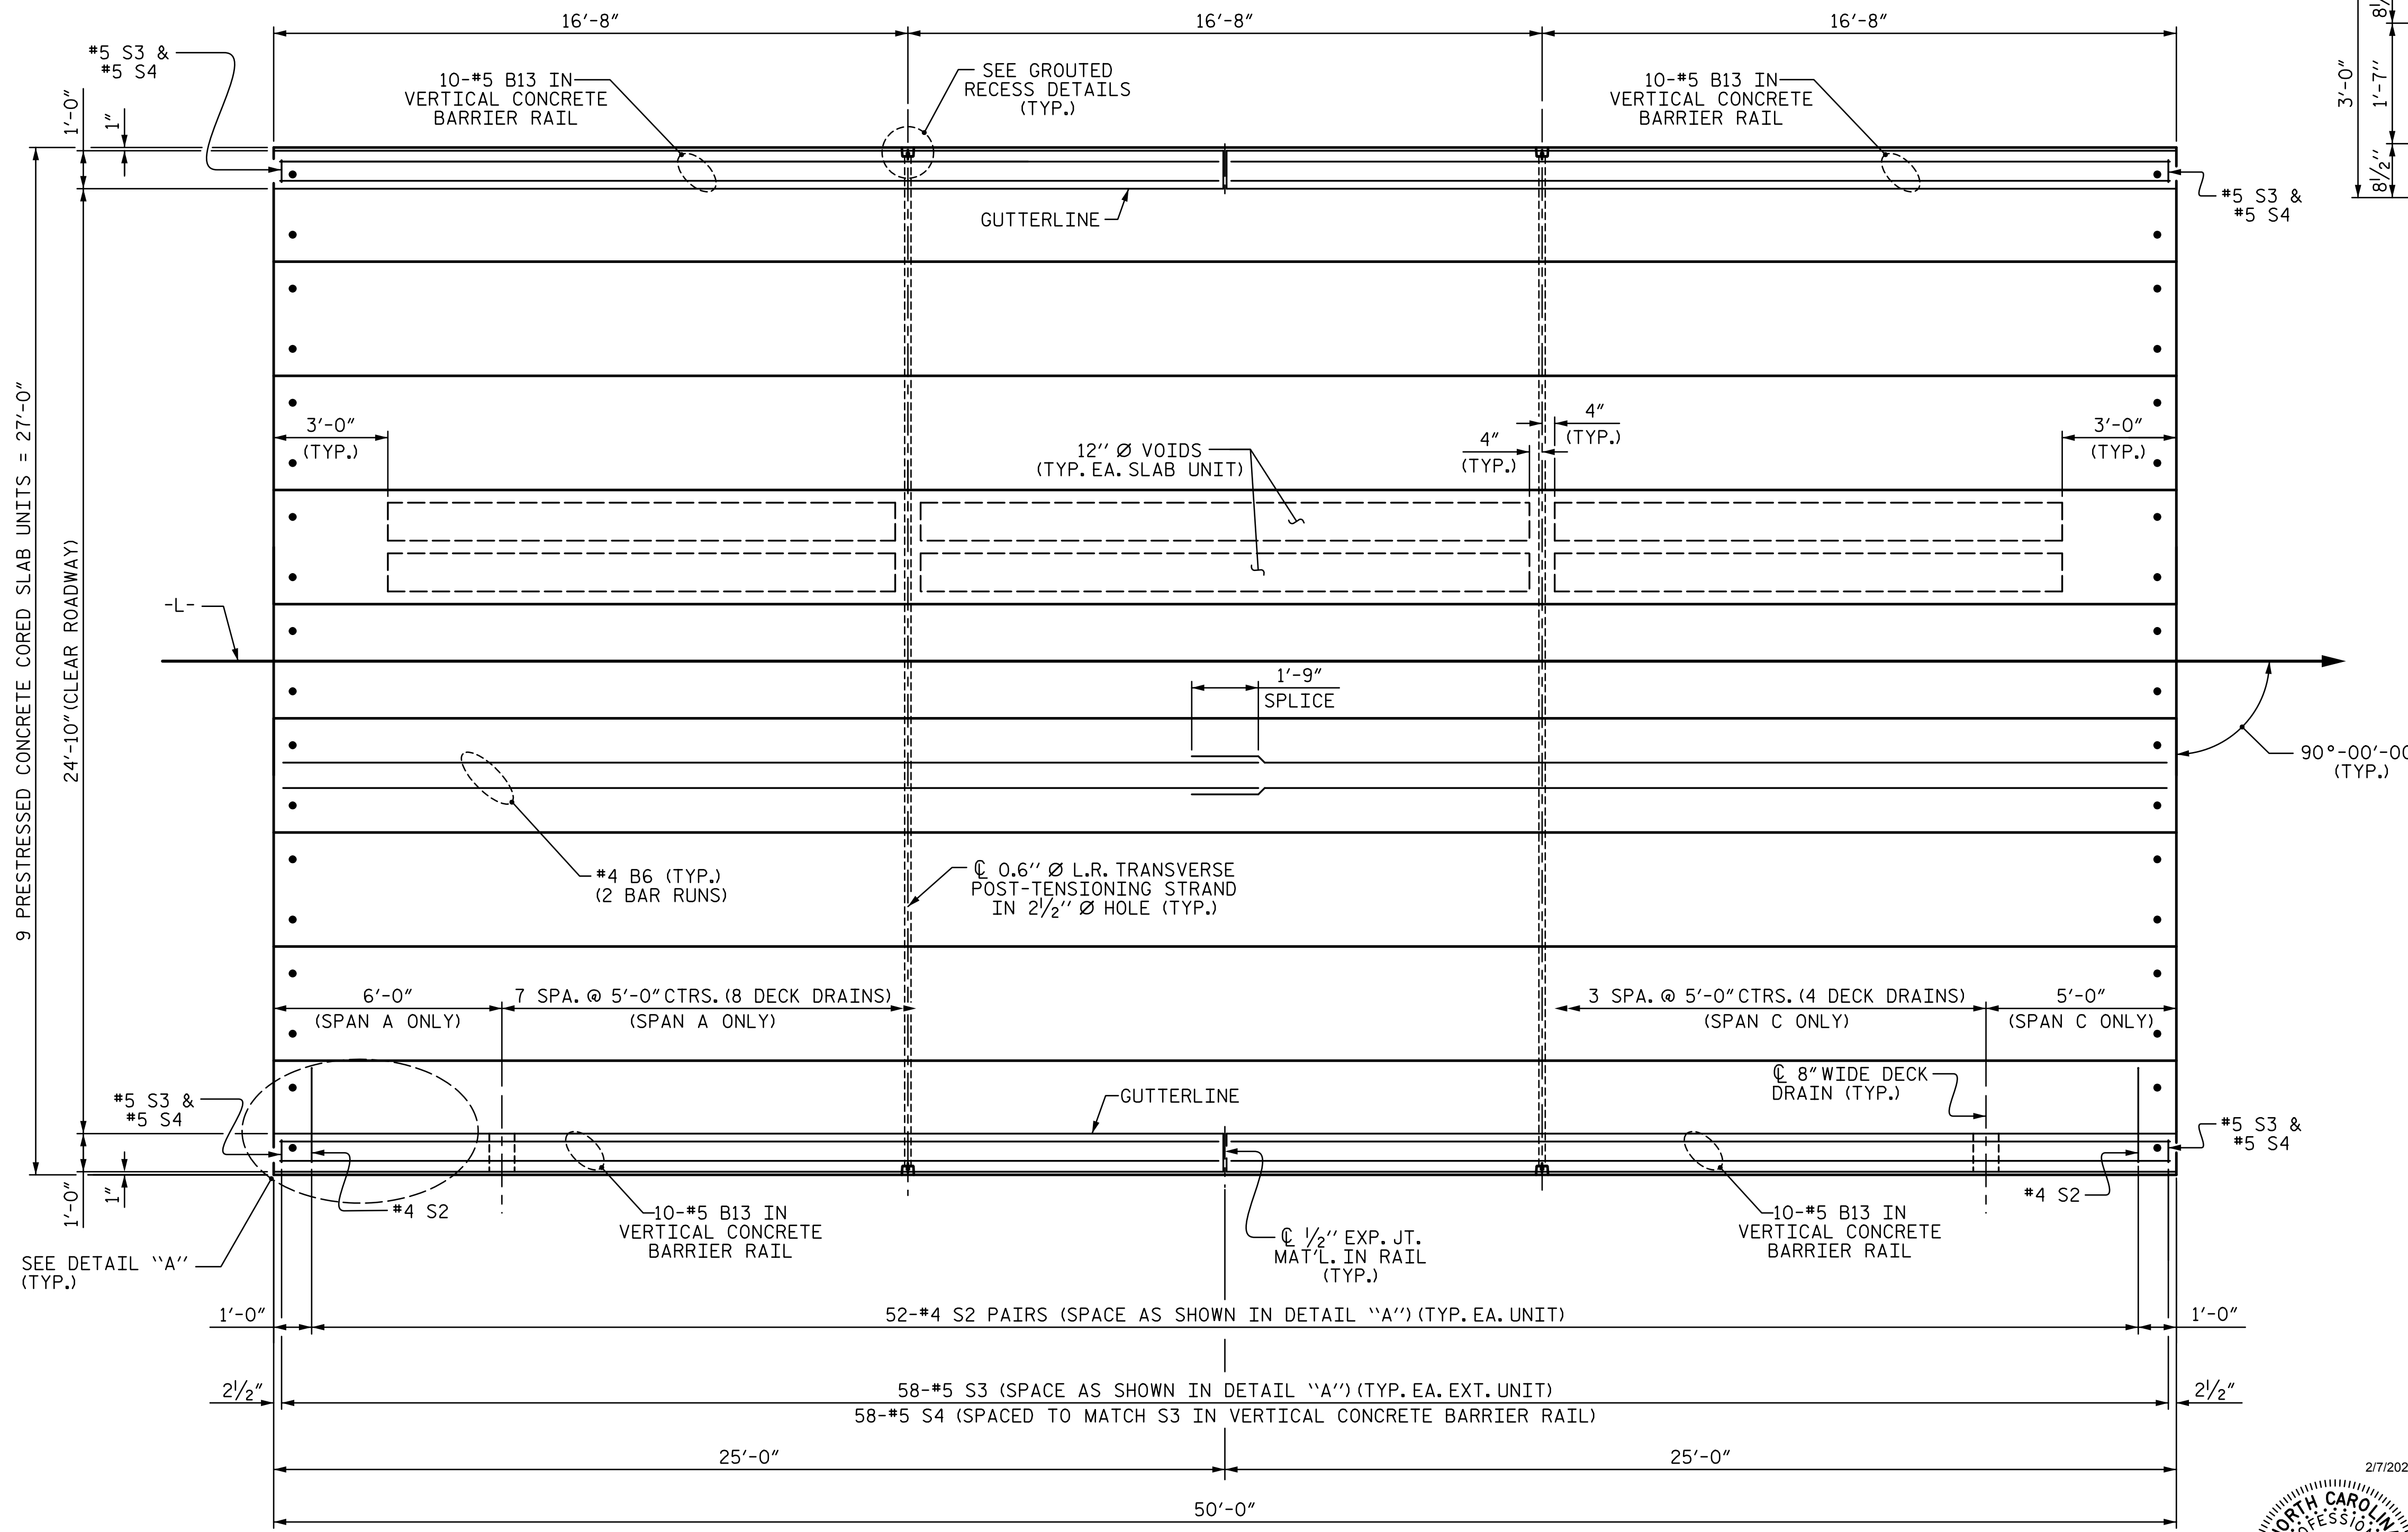 16'-8"
16'-8"
16'-8"
#5 S3 &
#5 S4
10-#5 B13 IN
VERTICAL CONCRETE
BARRIER RAIL
SEE GROUTED
RECESS DETAILS
(TYP.)
10-#5 B13 IN
VERTICAL CONCRETE
BARRIER RAIL
3'-0"
1'-7"
8½"
1'-0"
1"
#5 S3 &
#5 S4
GUTTERLINE
9 PRESTRESSED CONCRETE CORED SLAB UNITS = 27'-0"
24'-10" (CLEAR ROADWAY)
3'-0"
(TYP.)
12" Ø VOIDS
(TYP. EA. SLAB UNIT)
4"
(TYP.)
4"
(TYP.)
3'-0"
(TYP.)
-L-
1'-9"
SPLICE
90°-00'-00
(TYP.)
#4 B6 (TYP.)
(2 BAR RUNS)
℄ 0.6" Ø L.R. TRANSVERSE
POST-TENSIONING STRAND
IN 2½" Ø HOLE (TYP.)
6'-0"
(SPAN A ONLY)
7 SPA. @ 5'-0" CTRS. (8 DECK DRAINS)
(SPAN A ONLY)
3 SPA. @ 5'-0" CTRS. (4 DECK DRAINS)
(SPAN C ONLY)
5'-0"
(SPAN C ONLY)
#5 S3 &
#5 S4
GUTTERLINE
℄ 8" WIDE DECK
DRAIN (TYP.)
#5 S3 &
#5 S4
1'-0"
1"
#4 S2
10-#5 B13 IN
VERTICAL CONCRETE
BARRIER RAIL
℄ ½" EXP. JT.
MAT'L. IN RAIL
(TYP.)
10-#5 B13 IN
VERTICAL CONCRETE
BARRIER RAIL
#4 S2
SEE DETAIL "A"
(TYP.)
1'-0"
52-#4 S2 PAIRS (SPACE AS SHOWN IN DETAIL "A") (TYP. EA. UNIT)
1'-0"
2½"
58-#5 S3 (SPACE AS SHOWN IN DETAIL "A") (TYP. EA. EXT. UNIT)
58-#5 S4 (SPACED TO MATCH S3 IN VERTICAL CONCRETE BARRIER RAIL)
2½"
25'-0"
25'-0"
50'-0"
2/7/202
NORTH CAROLIN